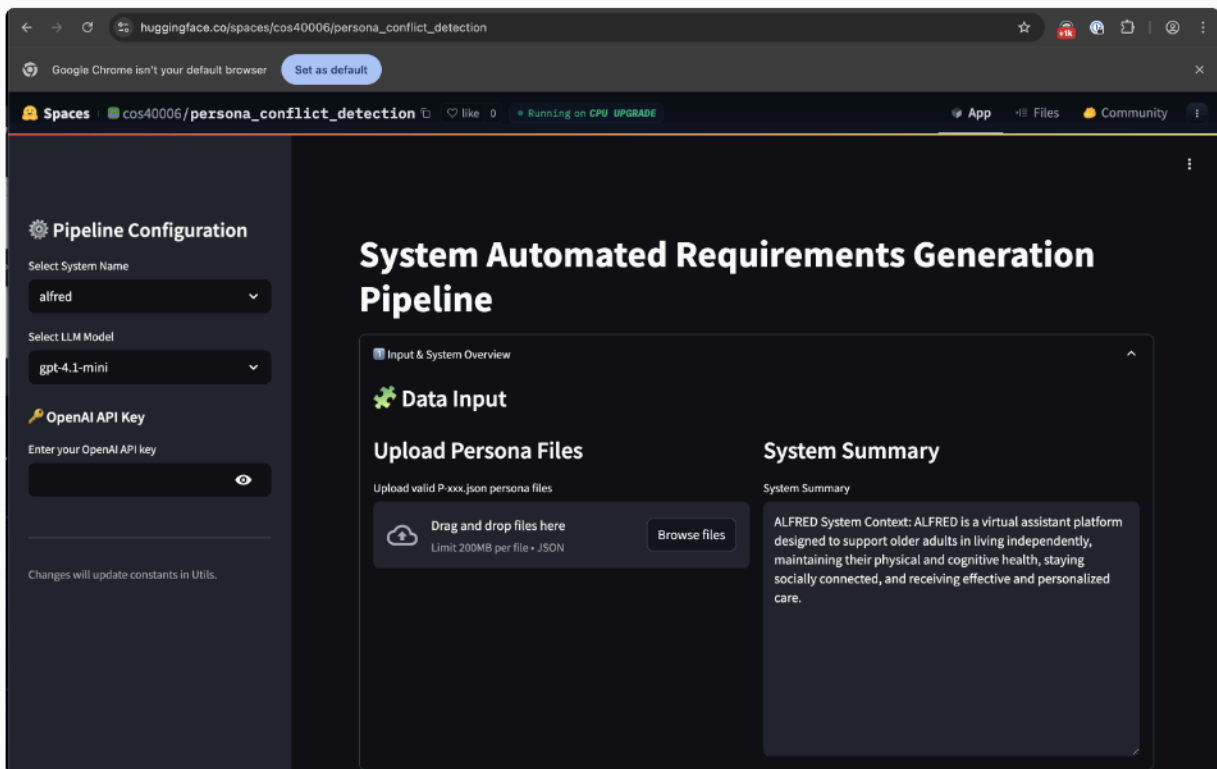 huggingface.co/spaces/cos40006/persona_conflict_detection
+1k
Google Chrome isn't your default browser
Set as default
Spaces
cos40006/persona_conflict_detection
like 0
Running on CPU UPGRADE
App
Files
Community
Pipeline Configuration
Select System Name
alfred
Select LLM Model
gpt-4.1-mini
OpenAI API Key
Enter your OpenAI API key
Changes will update constants in Utils.
System Automated Requirements Generation
Pipeline
1 Input & System Overview
Data Input
Upload Persona Files
Upload valid P-xxx.json persona files
Drag and drop files here
Limit 200MB per file • JSON
Browse files
System Summary
System Summary
ALFRED System Context: ALFRED is a virtual assistant platform
designed to support older adults in living independently,
maintaining their physical and cognitive health, staying
socially connected, and receiving effective and personalized
care.